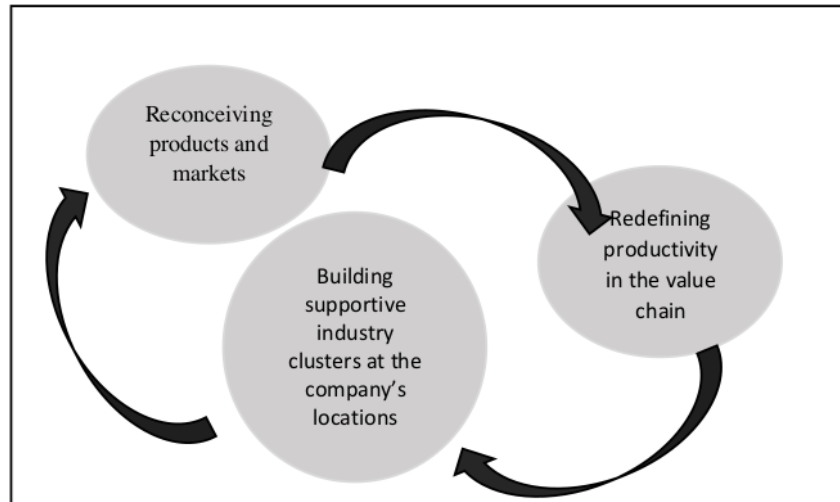 Reconceiving
products and
markets
Redefining
productivity
in the value
chain
Building
supportive
industry
clusters at the
company’s
locations